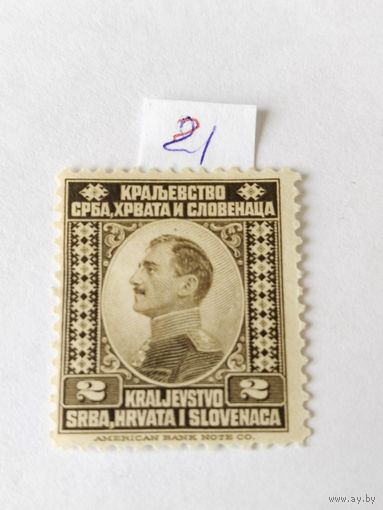 21
КРАЉЕВСТВО
СРБА, ХРВАТА И СЛОВЕНАЦА
2 KRALJEVSTVO 2
SRBA, HRVATA I SLOVENACA
AMERICAN BANK NOTE CO.
www.ay.by